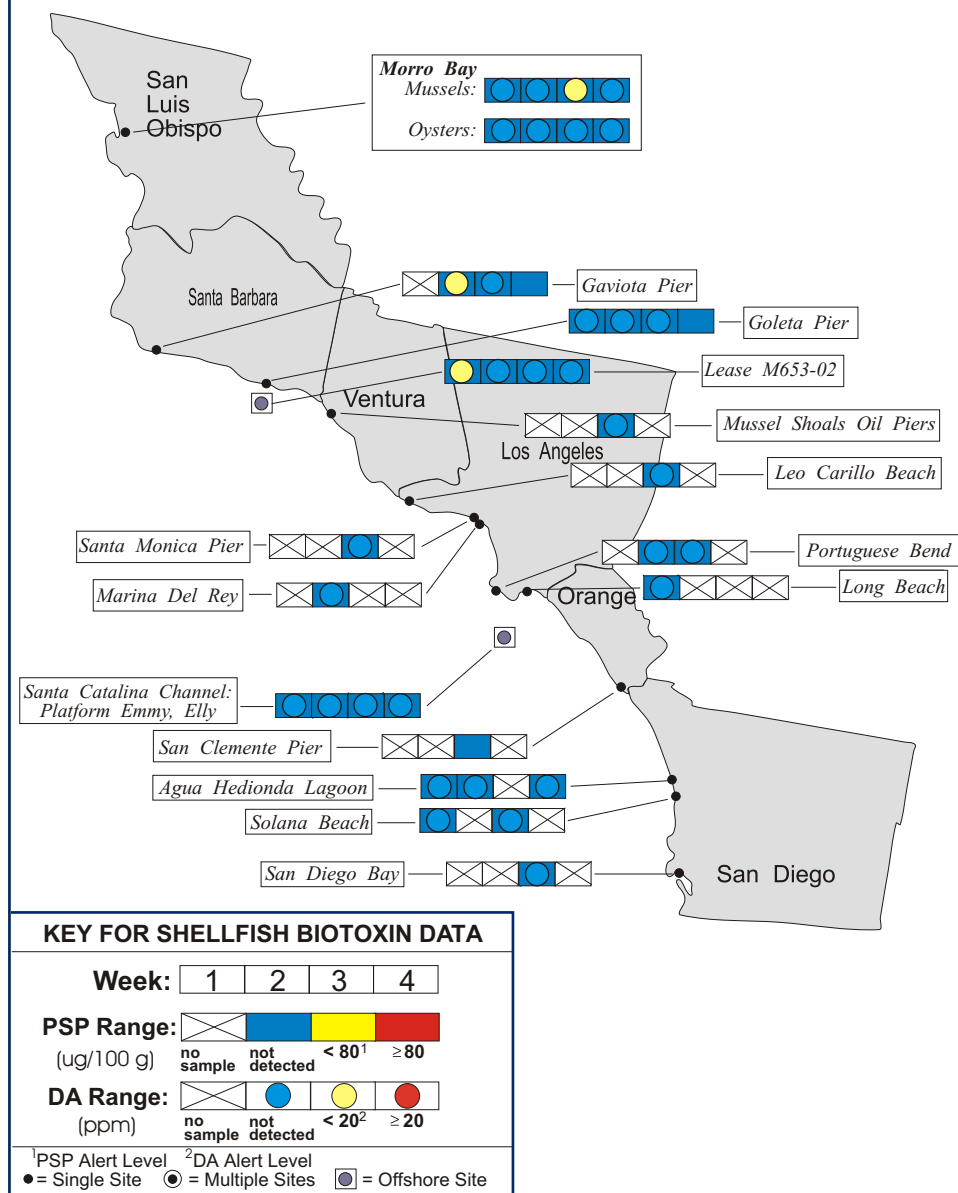 San
Luis
Obispo
Morro Bay
Mussels:
Oysters:
Santa Barbara
Gaviota Pier
Goleta Pier
Lease M653-02
Ventura
Mussel Shoals Oil Piers
Los Angeles
Leo Carillo Beach
Santa Monica Pier
Portuguese Bend
Marina Del Rey
Long Beach
Orange
Santa Catalina Channel:
Platform Emmy, Elly
San Clemente Pier
Agua Hedionda Lagoon
Solana Beach
San Diego Bay
San Diego
KEY FOR SHELLFISH BIOTOXIN DATA
Week: 1 2 3 4
PSP Range:
(ug/100 g)
no sample not detected < 80¹ ≥ 80
DA Range:
(ppm)
no sample not detected < 20² ≥ 20
¹PSP Alert Level ²DA Alert Level
= Single Site = Multiple Sites = Offshore Site